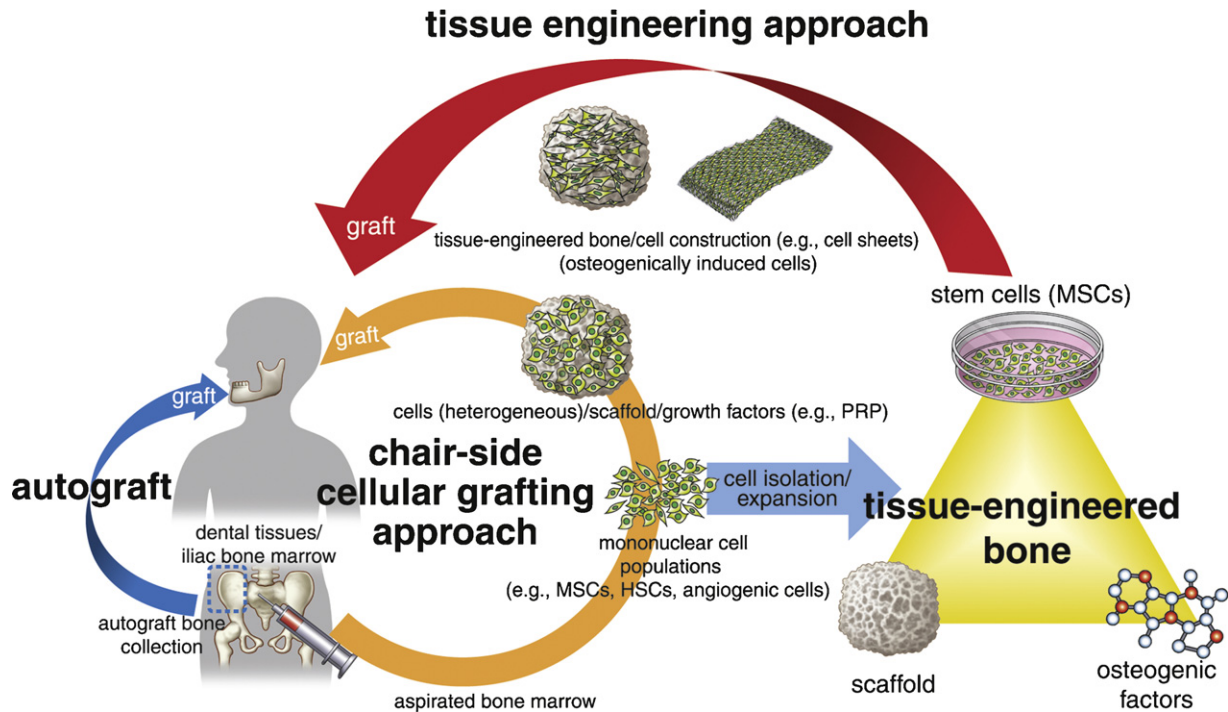 tissue engineering approach
graft
tissue-engineered bone/cell construction (e.g., cell sheets)
(osteogenically induced cells)
stem cells (MSCs)
graft
graft
cells (heterogeneous)/scaffold/growth factors (e.g., PRP)
autograft
chair-side
cellular grafting
approach
cell isolation/
expansion
tissue-engineered
bone
dental tissues/
iliac bone marrow
mononuclear cell
populations
(e.g., MSCs, HSCs, angiogenic cells)
autograft bone
collection
aspirated bone marrow
scaffold
osteogenic
factors